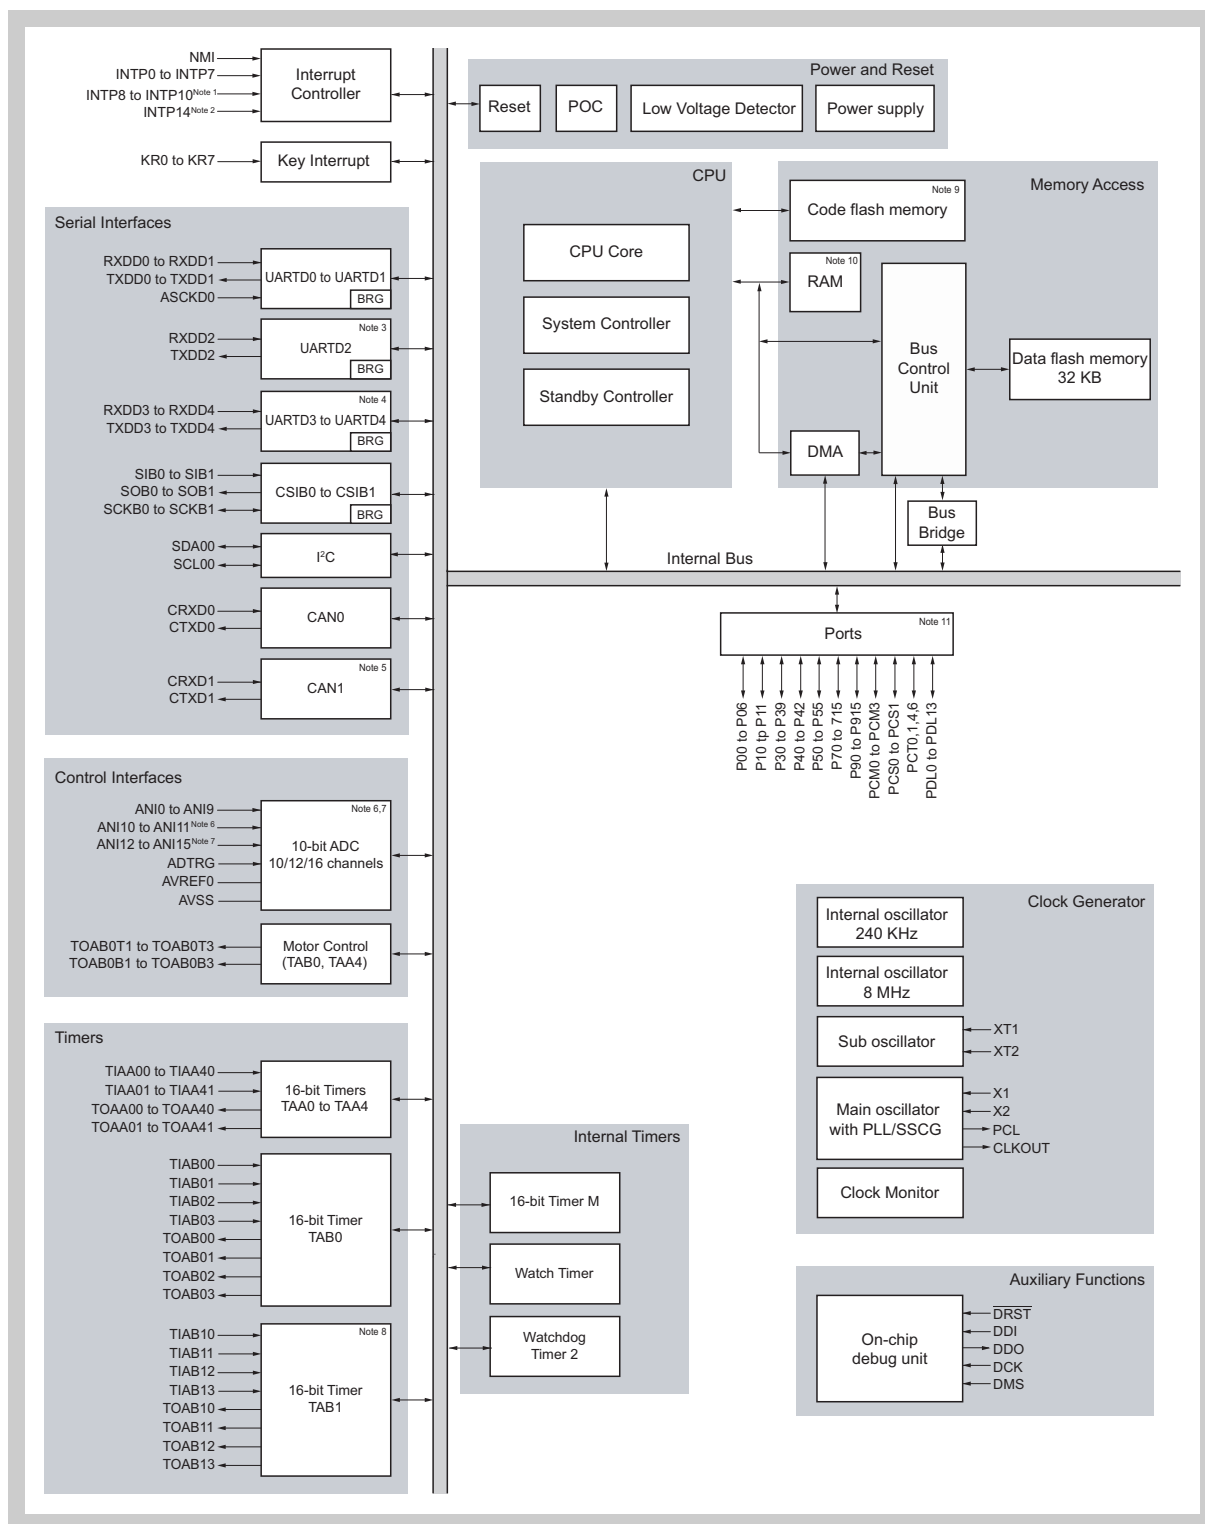 NMI
INTP0 to INTP7
INTP8 to INTP10Note 1
INTP14Note 2
Interrupt
Controller
KR0 to KR7
Key Interrupt
Power and Reset
Reset
POC
Low Voltage Detector
Power supply
CPU
CPU Core
System Controller
Standby Controller
Memory Access
Note 9
Code flash memory
Note 10
RAM
Bus
Control
Unit
Data flash memory
32 KB
DMA
Bus
Bridge
Internal Bus
Serial Interfaces
RXDD0 to RXDD1
TXDD0 to TXDD1
ASCKD0
UARTD0 to UARTD1
BRG
RXDD2
TXDD2
Note 3
UARTD2
BRG
RXDD3 to RXDD4
TXDD3 to TXDD4
Note 4
UARTD3 to UARTD4
BRG
SIB0 to SIB1
SOB0 to SOB1
SCKB0 to SCKB1
CSIB0 to CSIB1
BRG
SDA00
SCL00
I²C
CRXD0
CTXD0
CAN0
CRXD1
CTXD1
Note 5
CAN1
Note 11
Ports
P00 to P06
P10 tp P11
P30 to P39
P40 to P42
P50 to P55
P70 to 715
P90 to P915
PCM0 to PCM3
PCS0 to PCS1
PCT0,1,4,6
PDL0 to PDL13
Control Interfaces
ANI0 to ANI9
ANI10 to ANI11Note 6
ANI12 to ANI15Note 7
ADTRG
AVREF0
AVSS
Note 6,7
10-bit ADC
10/12/16 channels
TOAB0T1 to TOAB0T3
TOAB0B1 to TOAB0B3
Motor Control
(TAB0, TAA4)
Timers
TIAA00 to TIAA40
TIAA01 to TIAA41
TOAA00 to TOAA40
TOAA01 to TOAA41
16-bit Timers
TAA0 to TAA4
TIAB00
TIAB01
TIAB02
TIAB03
TOAB00
TOAB01
TOAB02
TOAB03
16-bit Timer
TAB0
TIAB10
TIAB11
TIAB12
TIAB13
TOAB10
TOAB11
TOAB12
TOAB13
Note 8
16-bit Timer
TAB1
Internal Timers
16-bit Timer M
Watch Timer
Watchdog
Timer 2
Clock Generator
Internal oscillator
240 KHz
Internal oscillator
8 MHz
Sub oscillator
XT1
XT2
Main oscillator
with PLL/SSCG
X1
X2
PCL
CLKOUT
Clock Monitor
Auxiliary Functions
On-chip
debug unit
DRST
DDI
DDO
DCK
DMS